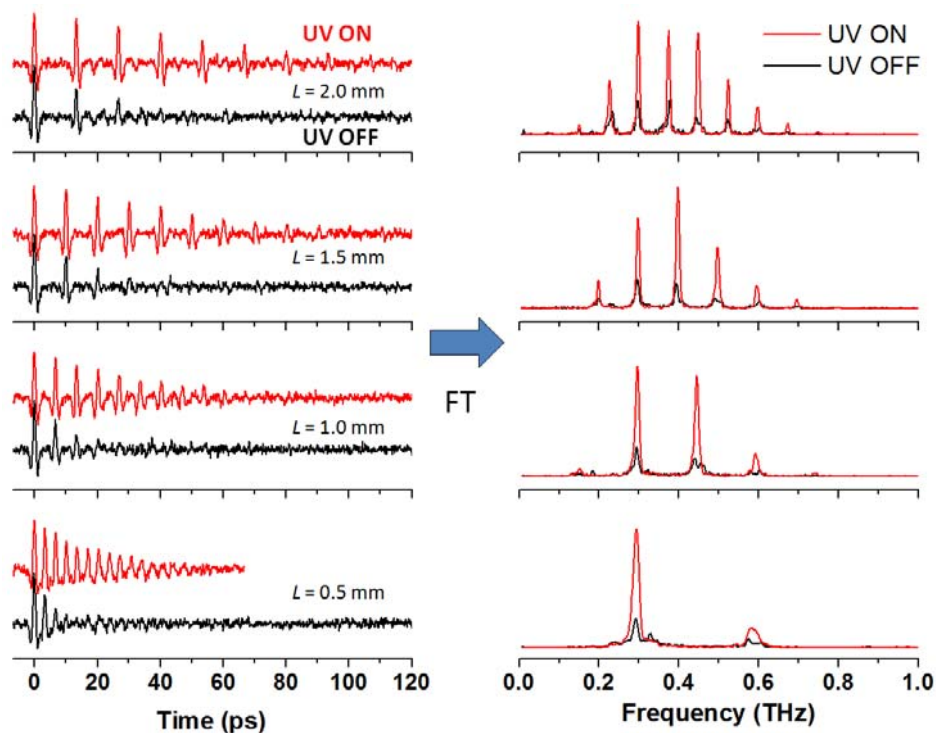 UV ON
L = 2.0 mm
UV OFF
0 20 40 60 80 100 120
L = 1.5 mm
L = 1.0 mm
L = 0.5 mm
Time (ps)
FT
UV ON
UV OFF
0.0 0.2 0.4 0.6 0.8 1.0
Frequency (THz)